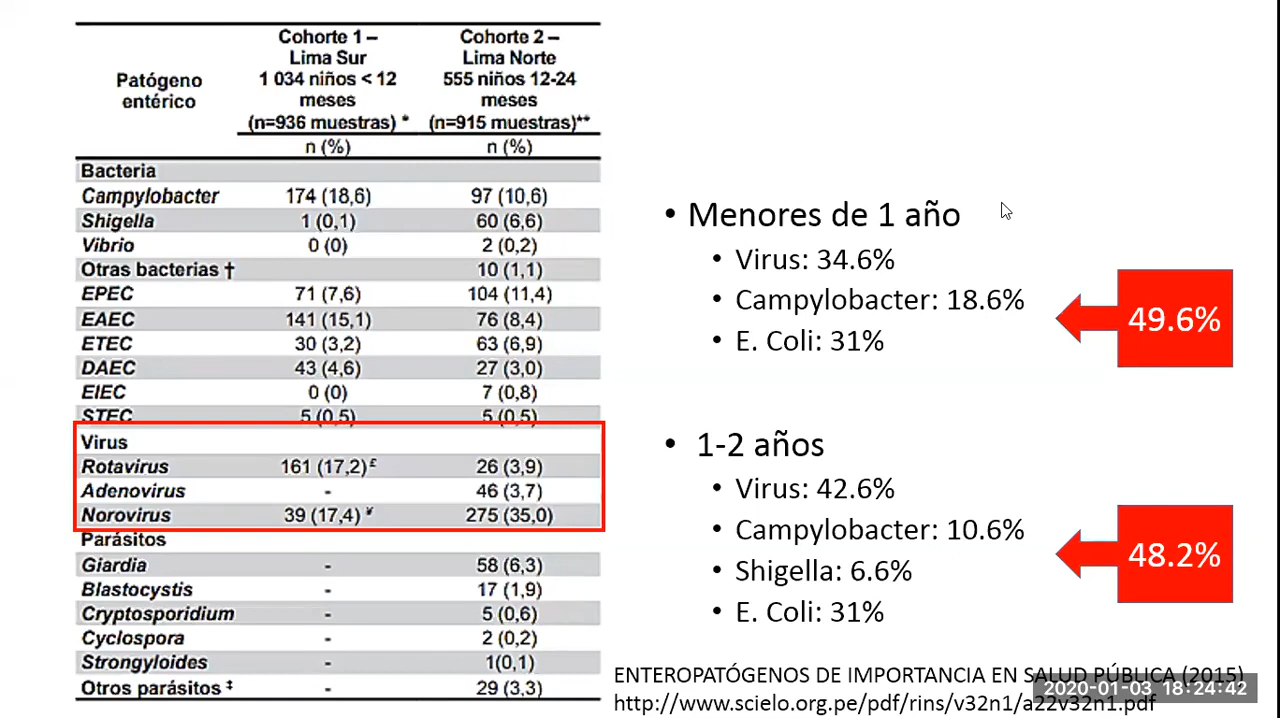 Patógeno
entérico
Cohorte 1 –
Lima Sur
1 034 niños < 12
meses
(n=936 muestras) *
Cohorte 2 –
Lima Norte
555 niños 12-24
meses
(n=915 muestras)**
n (%) n (%)
Bacteria
Campylobacter 174 (18,6) 97 (10,6)
Shigella 1 (0,1) 60 (6,6)
Vibrio 0 (0) 2 (0,2)
Otras bacterias † 10 (1,1)
EPEC 71 (7,6) 104 (11,4)
EAEC 141 (15,1) 76 (8,4)
ETEC 30 (3,2) 63 (6,9)
DAEC 43 (4,6) 27 (3,0)
EIEC 0 (0) 7 (0,8)
STEC 5 (0,5) 5 (0,5)
Virus
Rotavirus 161 (17,2) £ 26 (3,9)
Adenovirus - 46 (3,7)
Norovirus 39 (17,4) ¥ 275 (35,0)
Parásitos
Giardia - 58 (6,3)
Blastocystis - 17 (1,9)
Cryptosporidium - 5 (0,6)
Cyclospora - 2 (0,2)
Strongyloides - 1(0,1)
Otros parásitos ‡ - 29 (3,3)
• Menores de 1 año
• Virus: 34.6%
• Campylobacter: 18.6%
• E. Coli: 31%
49.6%
• 1-2 años
• Virus: 42.6%
• Campylobacter: 10.6%
• Shigella: 6.6%
• E. Coli: 31%
48.2%
ENTEROPATÓGENOS DE IMPORTANCIA EN SALUD PÚBLICA (2015)
http://www.scielo.org.pe/pdf/rins/v32n1/a22v32n1.pdf
2020-01-03 18:24:42